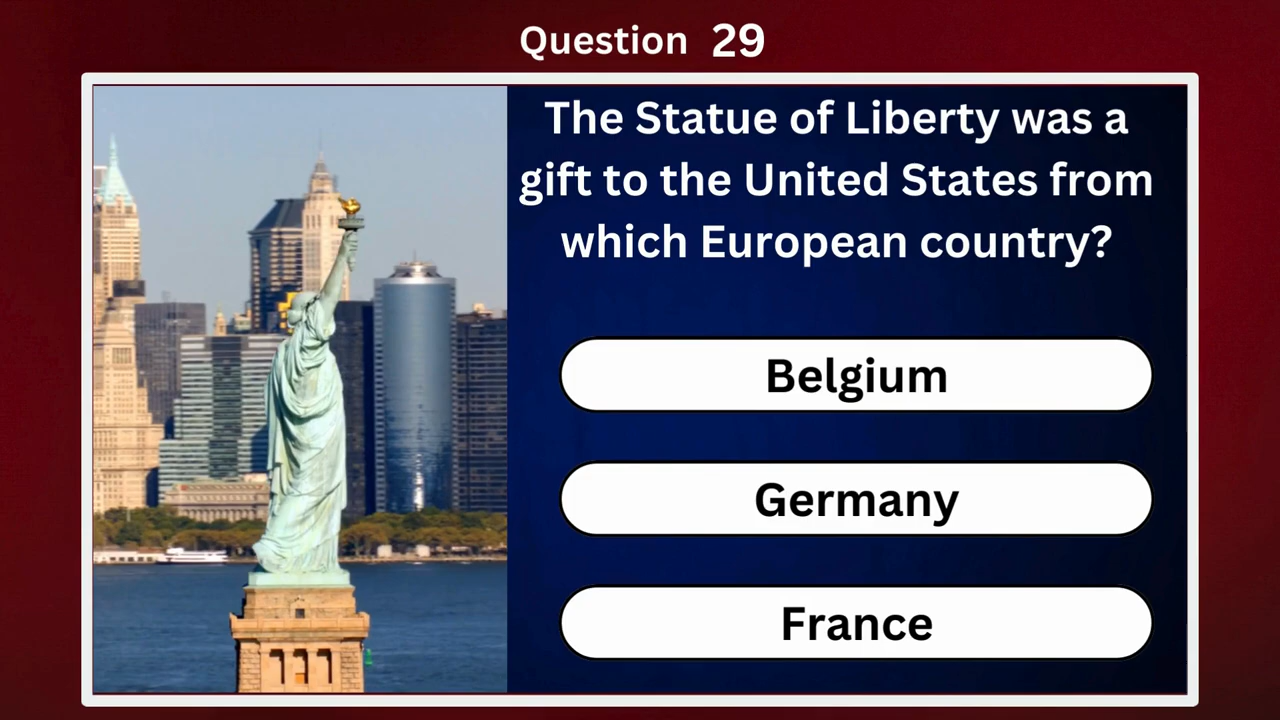 Question 29
The Statue of Liberty was a
gift to the United States from
which European country?
Belgium
Germany
France